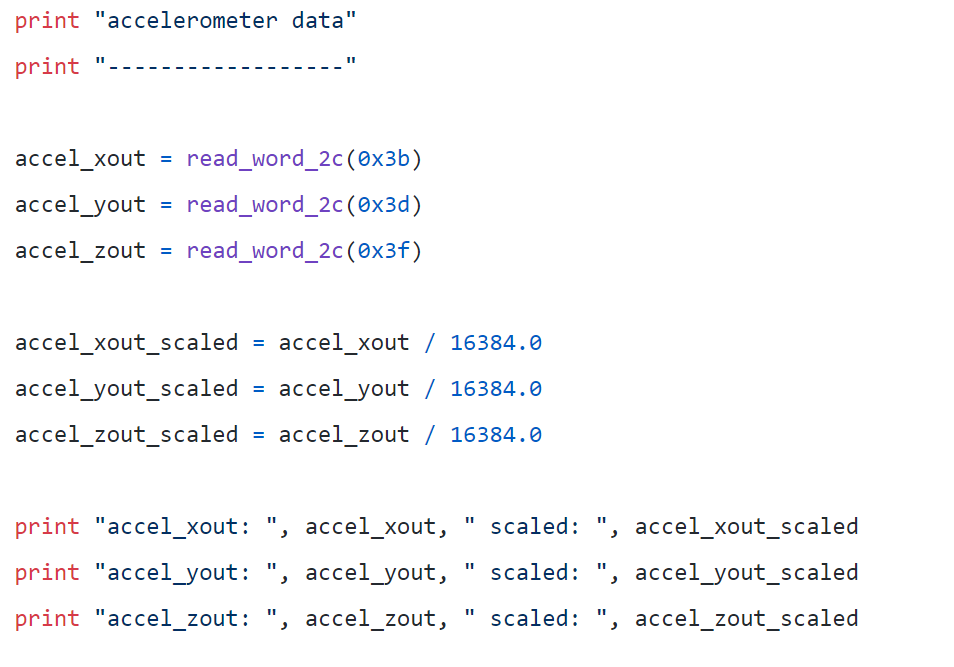 print "accelerometer data"
print "------------------"
accel_xout = read_word_2c(0x3b)
accel_yout = read_word_2c(0x3d)
accel_zout = read_word_2c(0x3f)
accel_xout_scaled = accel_xout / 16384.0
accel_yout_scaled = accel_yout / 16384.0
accel_zout_scaled = accel_zout / 16384.0
print "accel_xout: ", accel_xout, " scaled: ", accel_xout_scaled
print "accel_yout: ", accel_yout, " scaled: ", accel_yout_scaled
print "accel_zout: ", accel_zout, " scaled: ", accel_zout_scaled